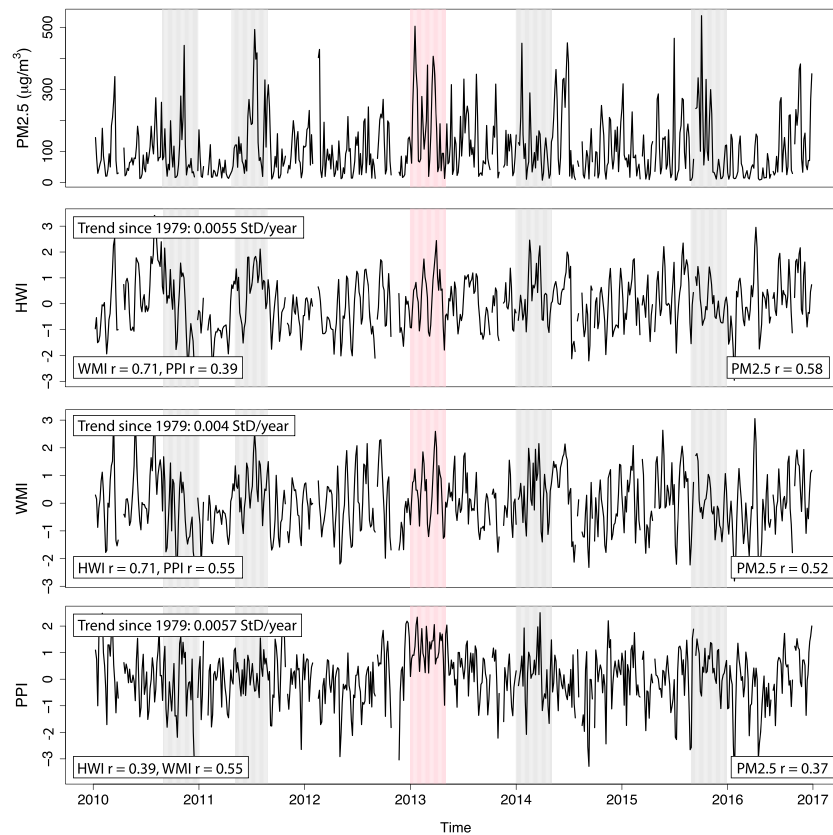 PM2.5 (μg/m³)
500
300
100
0
HWI
Trend since 1979: 0.0055 StD/year
3
2
1
0
-1
-2
-3
WMI r = 0.71, PPI r = 0.39
PM2.5 r = 0.58
WMI
Trend since 1979: 0.004 StD/year
3
2
1
0
-1
-2
-3
HWI r = 0.71, PPI r = 0.55
PM2.5 r = 0.52
PPI
Trend since 1979: 0.0057 StD/year
2
1
0
-1
-2
-3
HWI r = 0.39, WMI r = 0.55
PM2.5 r = 0.37
2010 2011 2012 2013 2014 2015 2016 2017
Time